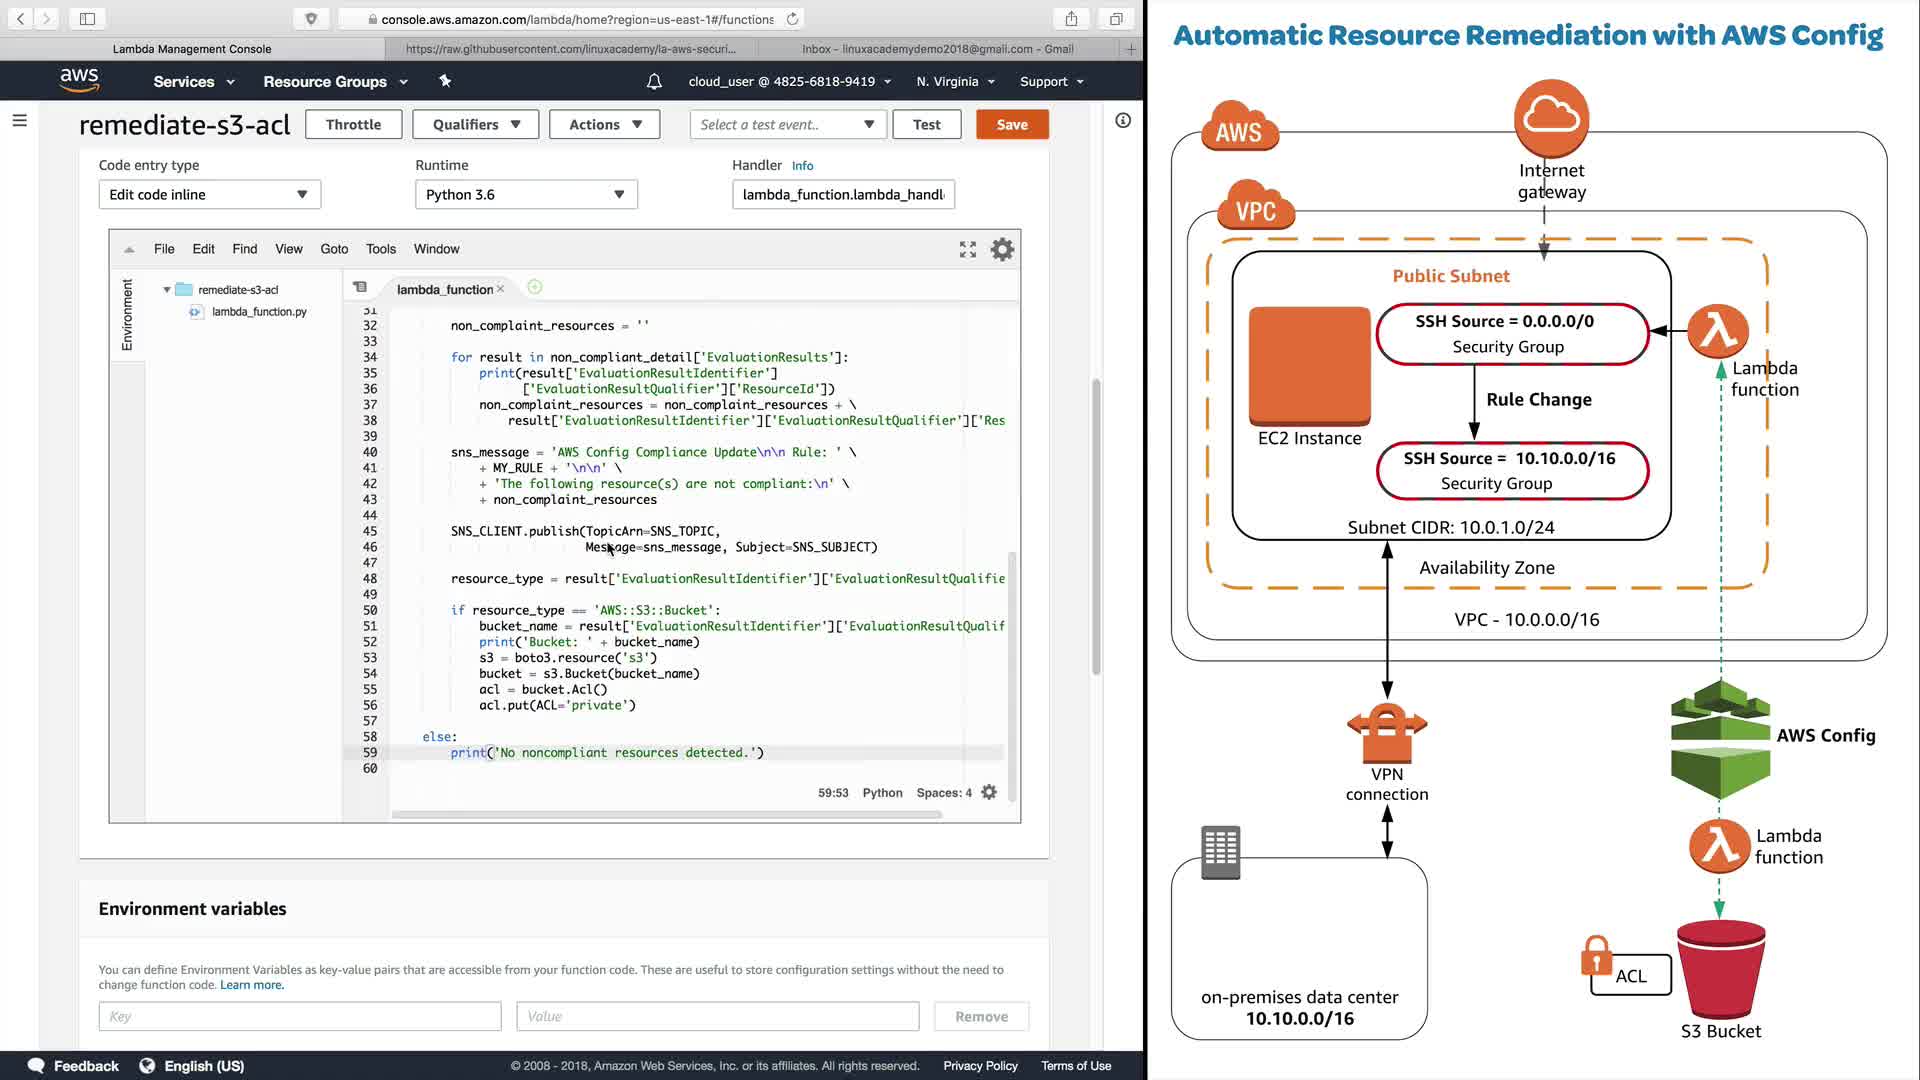 console.aws.amazon.com/lambda/home?region=us-east-1#/functions
Lambda Management Console
https://raw.githubusercontent.com/linuxacademy/la-aws-securi...
Inbox - linuxacademydemo2018@gmail.com - Gmail
aws
Services
Resource Groups
cloud_user @ 4825-6818-9419
N. Virginia
Support
remediate-s3-acl
Throttle
Qualifiers
Actions
Select a test event..
Test
Save
Code entry type
Runtime
Handler Info
Edit code inline
Python 3.6
lambda_function.lambda_handl
File Edit Find View Goto Tools Window
Environment
remediate-s3-acl
lambda_function.py
lambda_function
31
32 non_complaint_resources = ''
33
34 for result in non_compliant_detail['EvaluationResults']:
35 print(result['EvaluationResultIdentifier']
36 ['EvaluationResultQualifier']['ResourceId'])
37 non_complaint_resources = non_complaint_resources + \
38 result['EvaluationResultIdentifier']['EvaluationResultQualifier']['Res
39
40 sns_message = 'AWS Config Compliance Update\n\n Rule: ' \
41 + MY_RULE + '\n\n' \
42 + 'The following resource(s) are not compliant:\n' \
43 + non_complaint_resources
44
45 SNS_CLIENT.publish(TopicArn=SNS_TOPIC,
46 Message=sns_message, Subject=SNS_SUBJECT)
47
48 resource_type = result['EvaluationResultIdentifier']['EvaluationResultQualifie
49
50 if resource_type == 'AWS::S3::Bucket':
51 bucket_name = result['EvaluationResultIdentifier']['EvaluationResultQualif
52 print('Bucket: ' + bucket_name)
53 s3 = boto3.resource('s3')
54 bucket = s3.Bucket(bucket_name)
55 acl = bucket.Acl()
56 acl.put(ACL='private')
57
58 else:
59 print('No noncompliant resources detected.')
60
59:53 Python Spaces: 4
Environment variables
You can define Environment Variables as key-value pairs that are accessible from your function code. These are useful to store configuration settings without the need to
change function code. Learn more.
Key
Value
Remove
Feedback
English (US)
© 2008 - 2018, Amazon Web Services, Inc. or its affiliates. All rights reserved.
Privacy Policy
Terms of Use
Automatic Resource Remediation with AWS Config
AWS
Internet
gateway
VPC
Public Subnet
SSH Source = 0.0.0.0/0
Security Group
Lambda
function
Rule Change
EC2 Instance
SSH Source = 10.10.0.0/16
Security Group
Subnet CIDR: 10.0.1.0/24
Availability Zone
VPC - 10.0.0.0/16
AWS Config
VPN
connection
Lambda
function
ACL
on-premises data center
10.10.0.0/16
S3 Bucket